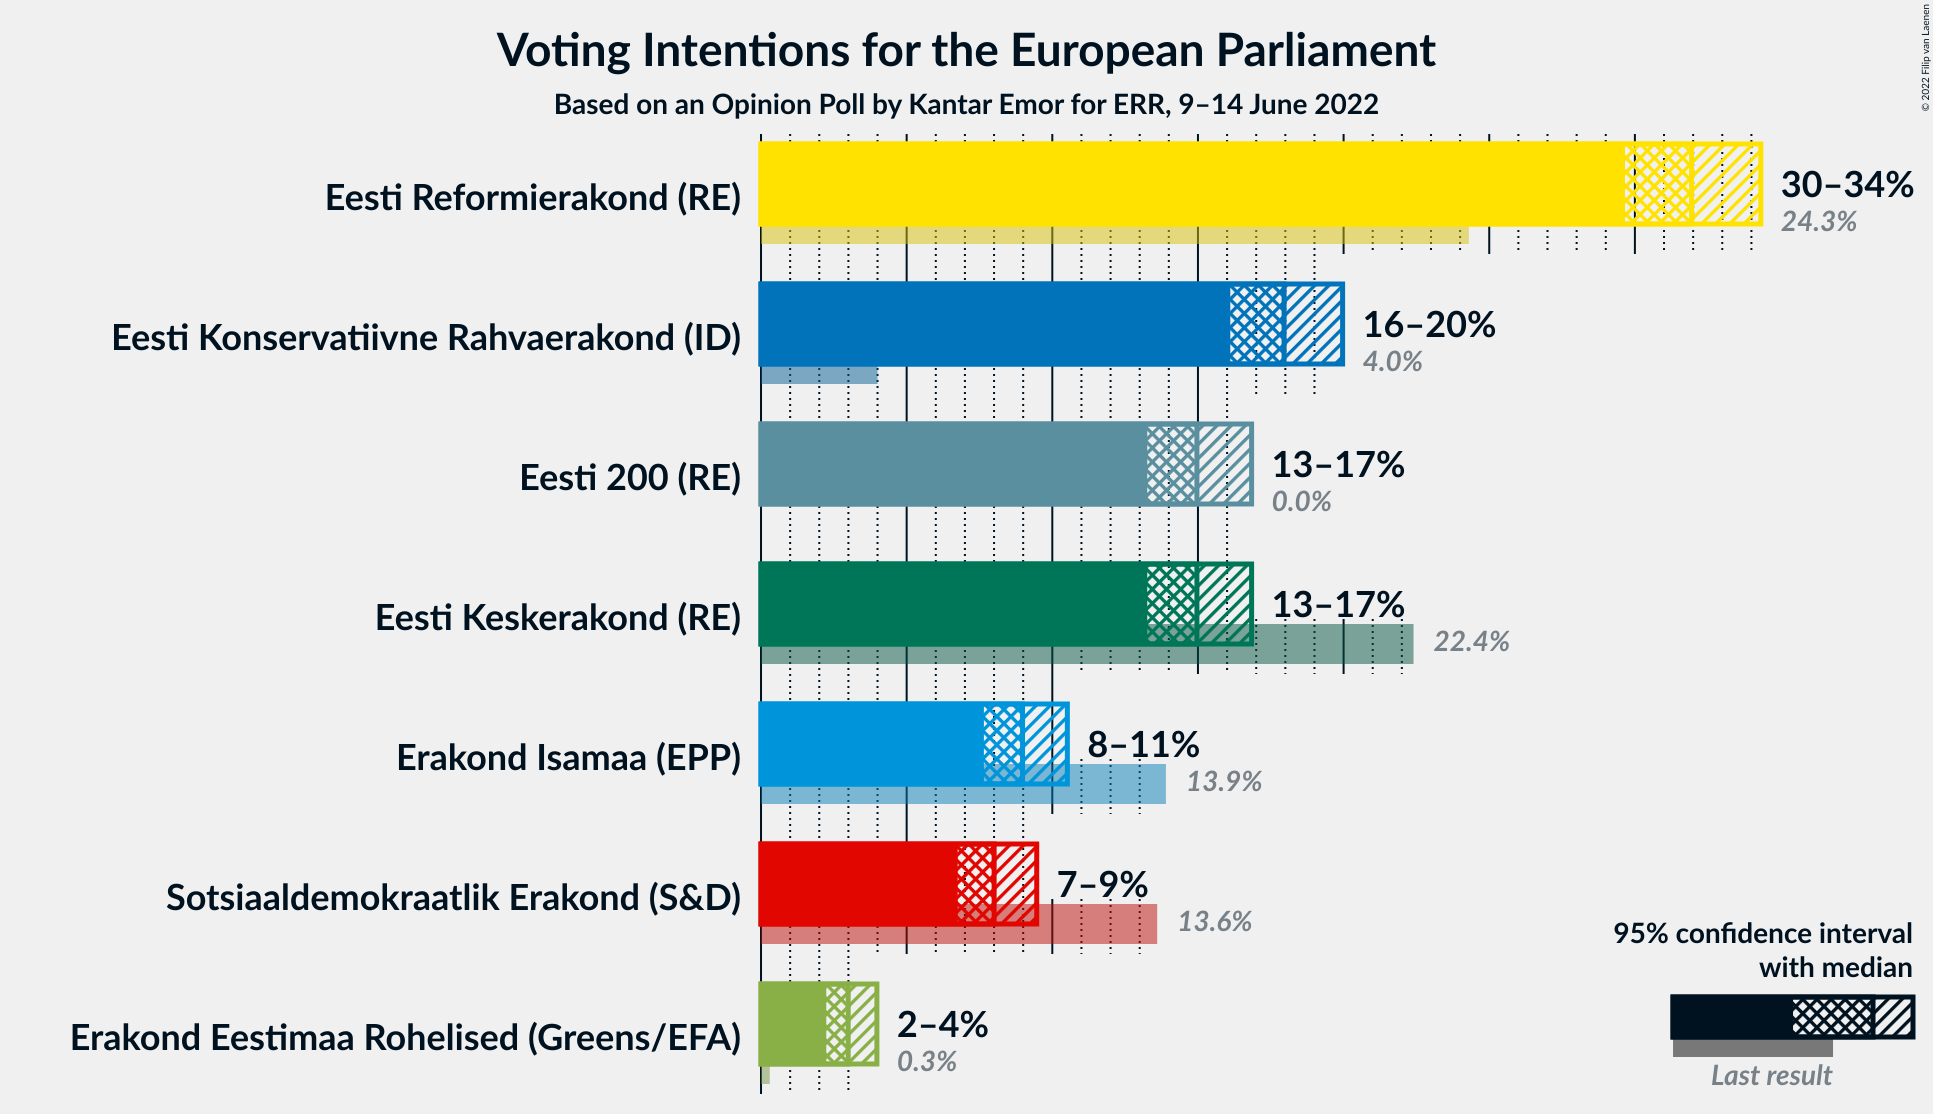 Voting Intentions for the European Parliament
Based on an Opinion Poll by Kantar Emor for ERR, 9–14 June 2022
© 2022 Filip van Laenen
Eesti Reformierakond (RE)
30–34%
24.3%
Eesti Konservatiivne Rahvaerakond (ID)
16–20%
4.0%
Eesti 200 (RE)
13–17%
0.0%
Eesti Keskerakond (RE)
13–17%
22.4%
Erakond Isamaa (EPP)
8–11%
13.9%
Sotsiaaldemokraatlik Erakond (S&D)
7–9%
13.6%
Erakond Eestimaa Rohelised (Greens/EFA)
2–4%
0.3%
95% confidence interval
with median
Last result